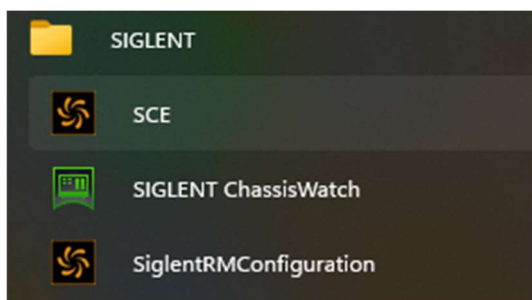 SIGLENT
SCE
SIGLENT ChassisWatch
SiglentRMConfiguration